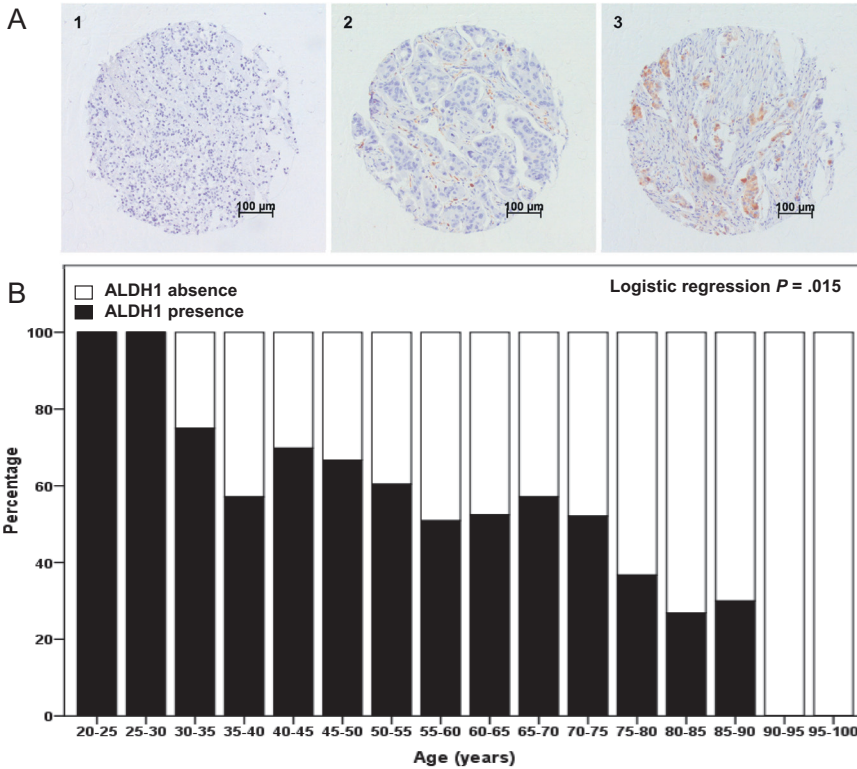 A
1
2
3
100 µm
100 µm
100 µm
B
ALDH1 absence
ALDH1 presence
Logistic regression P = .015
100
80
60
40
20
0
Percentage
20-25 25-30 30-35 35-40 40-45 45-50 50-55 55-60 60-65 65-70 70-75 75-80 80-85 85-90 90-95 95-100
Age (years)